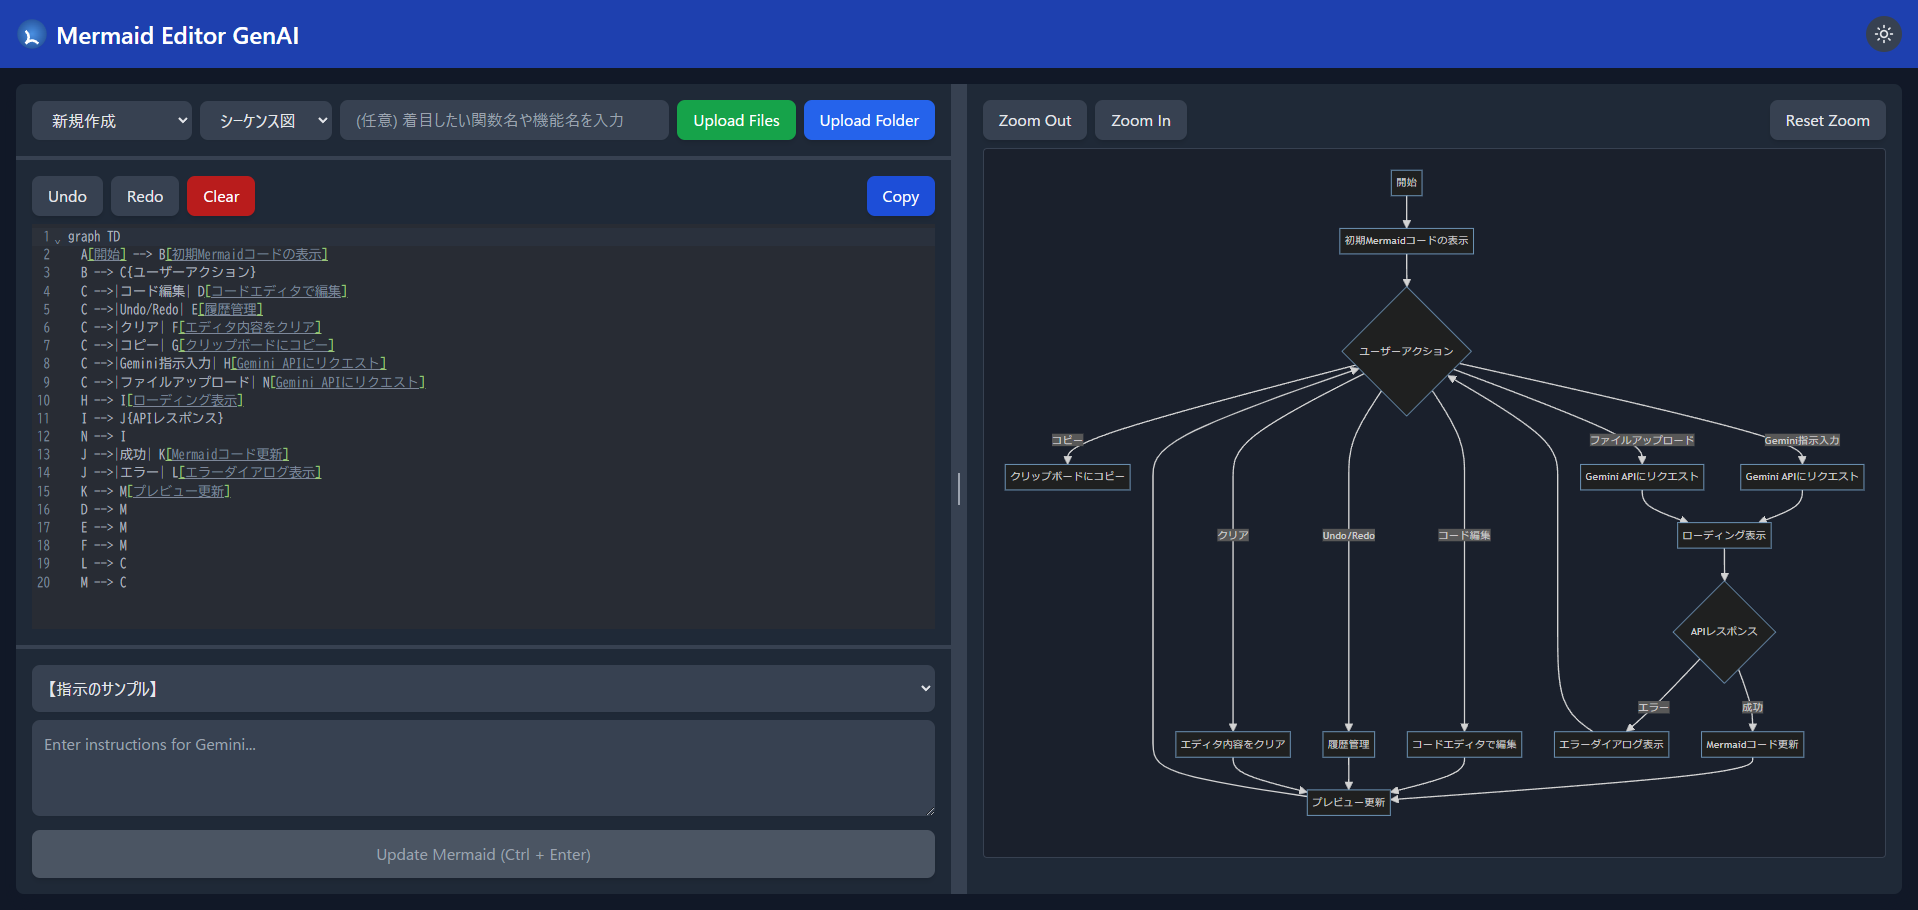 Mermaid Editor GenAI
新規作成
シーケンス図
(任意) 着目したい関数名や機能名を入力
Upload Files
Upload Folder
Undo
Redo
Clear
Copy
1 graph TD
2 A[開始] --> B[初期Mermaidコードの表示]
3 B --> C{ユーザーアクション}
4 C -->|コード編集| D[コードエディタで編集]
5 C -->|Undo/Redo| E[履歴管理]
6 C -->|クリア| F[エディタ内容をクリア]
7 C -->|コピー| G[クリップボードにコピー]
8 C -->|Gemini指示入力| H[Gemini APIにリクエスト]
9 C -->|ファイルアップロード| N[Gemini APIにリクエスト]
10 H --> I[ローディング表示]
11 I --> J{APIレスポンス}
12 N --> I
13 J -->|成功| K[Mermaidコード更新]
14 J -->|エラー| L[エラーダイアログ表示]
15 K --> M[プレビュー更新]
16 D --> M
17 E --> M
18 F --> M
19 L --> C
20 M --> C
【指示のサンプル】
Enter instructions for Gemini...
Update Mermaid (Ctrl + Enter)
Zoom Out
Zoom In
Reset Zoom
開始
初期Mermaidコードの表示
ユーザーアクション
コピー
ファイルアップロード
Gemini指示入力
クリップボードにコピー
Gemini APIにリクエスト
Gemini APIにリクエスト
クリア
Undo/Redo
コード編集
ローディング表示
APIレスポンス
エラー
成功
エディタ内容をクリア
履歴管理
コードエディタで編集
エラーダイアログ表示
Mermaidコード更新
プレビュー更新